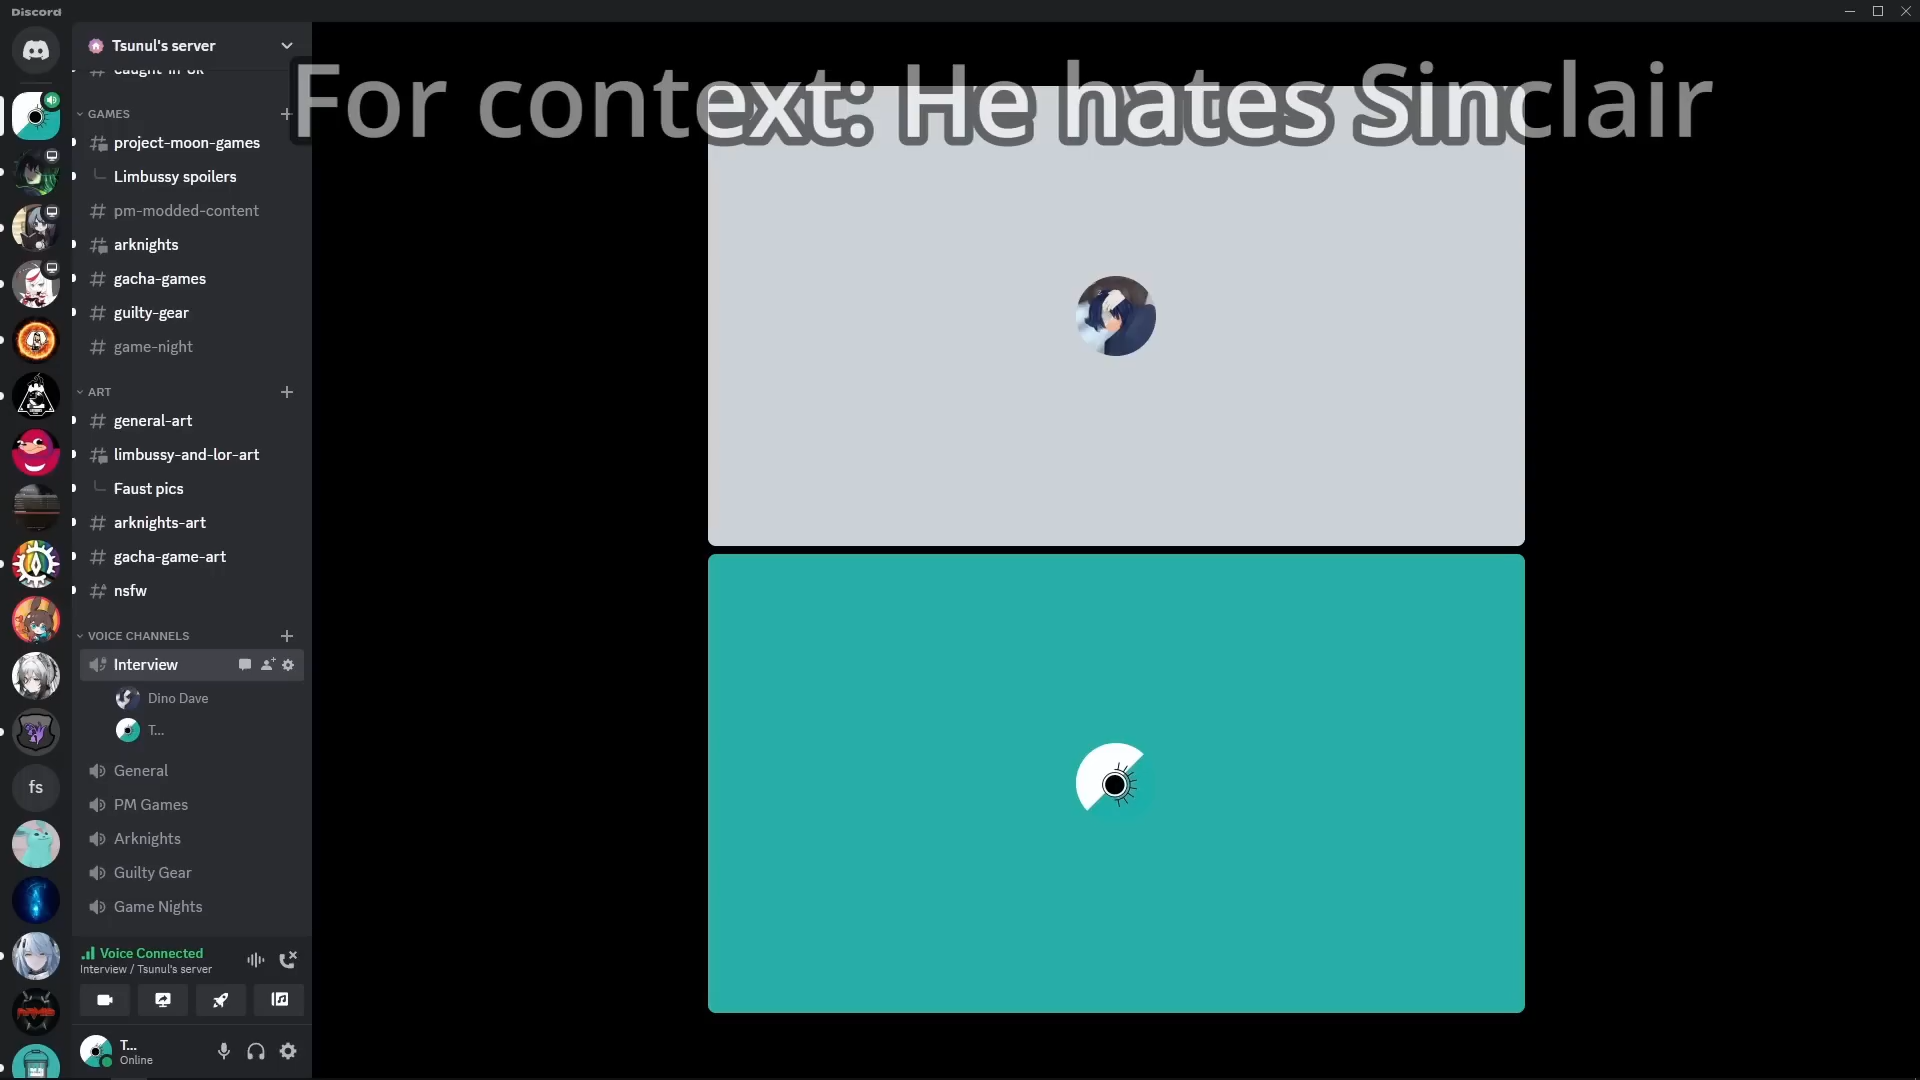 Discord
Tsunul's server
caught-in-uk
GAMES
project-moon-games
Limbussy spoilers
pm-modded-content
arknights
gacha-games
guilty-gear
game-night
ART
general-art
limbussy-and-lor-art
Faust pics
arknights-art
gacha-game-art
nsfw
VOICE CHANNELS
Interview
Dino Dave
T...
General
PM Games
Arknights
Guilty Gear
Game Nights
Voice Connected
Interview / Tsunul's server
T...
Online
fs
For context: He hates Sinclair